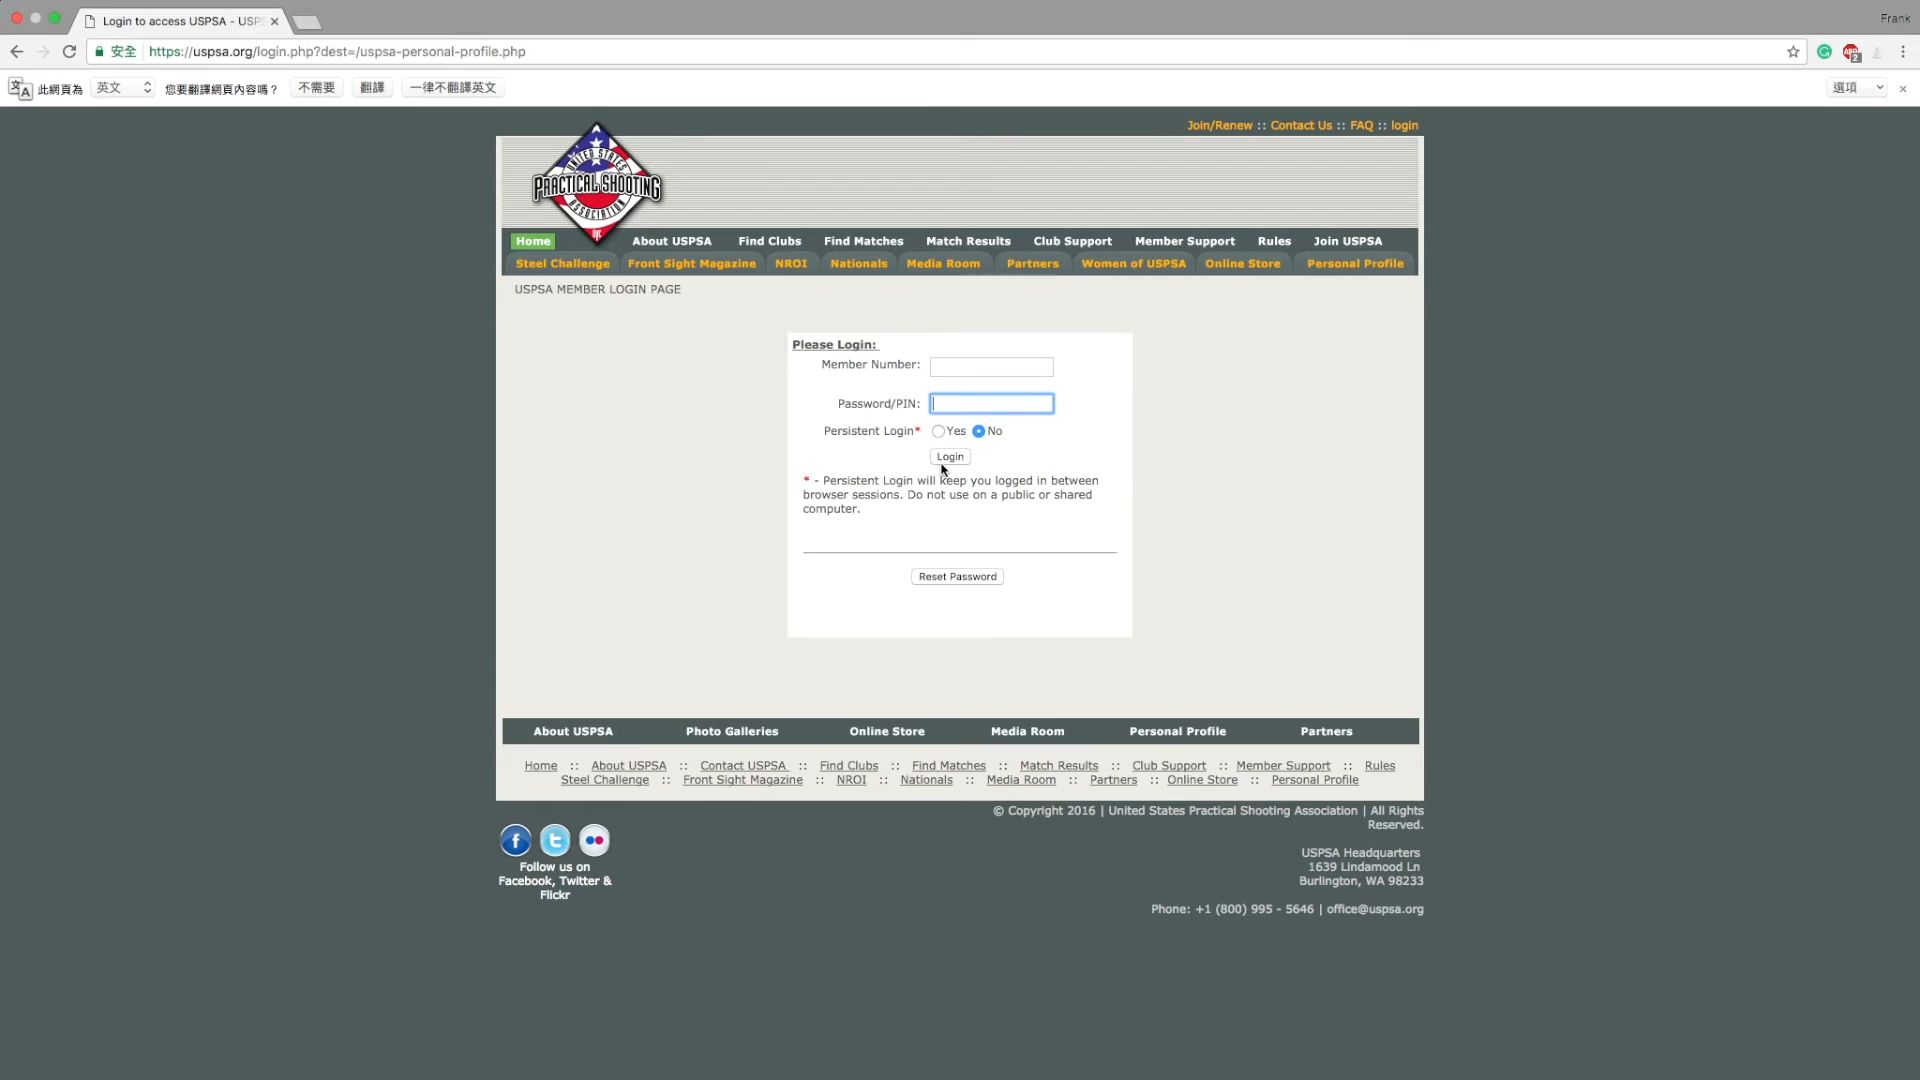 Login to access USPSA - USPS
Frank
安全 https://uspsa.org/login.php?dest=/uspsa-personal-profile.php
此網頁為 英文 您要翻譯網頁內容嗎？ 不需要 翻譯 一律不翻譯英文 選項
Join/Renew :: Contact Us :: FAQ :: login
UNITED STATES
PRACTICAL SHOOTING
ASSOCIATION
DVC
Home About USPSA Find Clubs Find Matches Match Results Club Support Member Support Rules Join USPSA
Steel Challenge Front Sight Magazine NROI Nationals Media Room Partners Women of USPSA Online Store Personal Profile
USPSA MEMBER LOGIN PAGE
Please Login:
Member Number:
Password/PIN:
Persistent Login* Yes No
Login
* - Persistent Login will keep you logged in between
browser sessions. Do not use on a public or shared
computer.
Reset Password
About USPSA Photo Galleries Online Store Media Room Personal Profile Partners
Home :: About USPSA :: Contact USPSA :: Find Clubs :: Find Matches :: Match Results :: Club Support :: Member Support :: Rules
Steel Challenge :: Front Sight Magazine :: NROI :: Nationals :: Media Room :: Partners :: Online Store :: Personal Profile
© Copyright 2016 | United States Practical Shooting Association | All Rights
Reserved.
Follow us on
Facebook, Twitter &
Flickr
USPSA Headquarters
1639 Lindamood Ln
Burlington, WA 98233
Phone: +1 (800) 995 - 5646 | office@uspsa.org